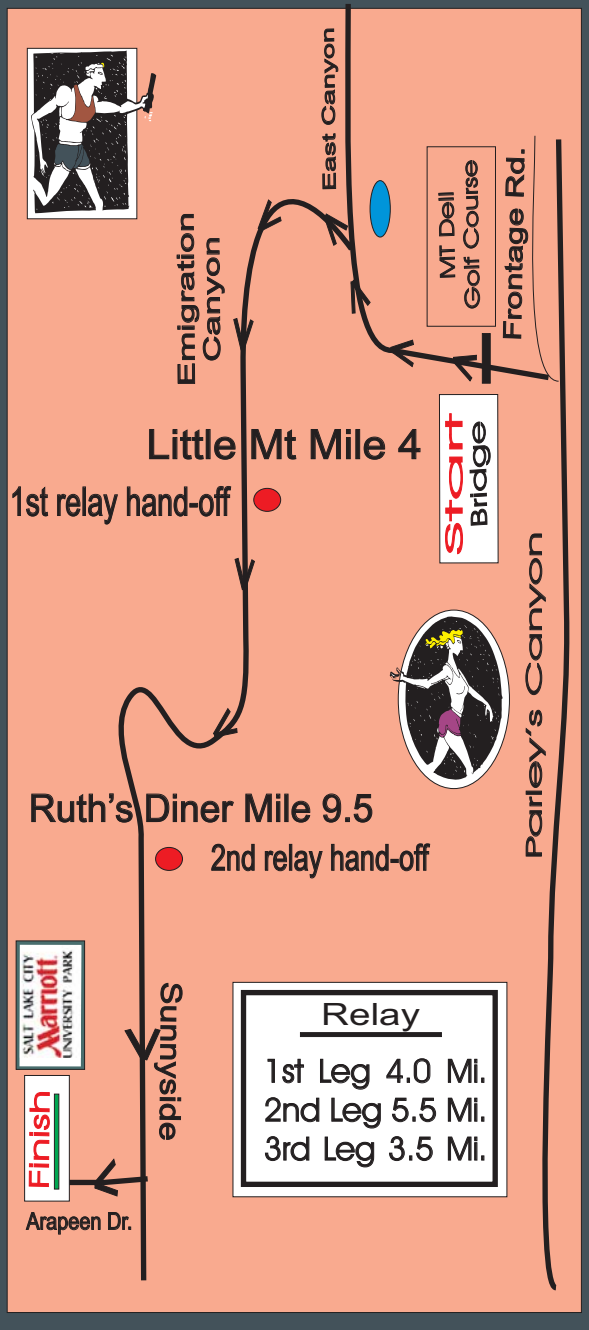 East Canyon
MT Dell
Golf Course
Frontage Rd.
Emigration
Canyon
Little Mt Mile 4
1st relay hand-off
Start
Bridge
Parley's Canyon
Ruth's Diner Mile 9.5
2nd relay hand-off
SALT LAKE CITY
Marriott
UNIVERSITY PARK
Sunnyside
Relay
1st Leg 4.0 Mi.
2nd Leg 5.5 Mi.
3rd Leg 3.5 Mi.
Finish
Arapeen Dr.